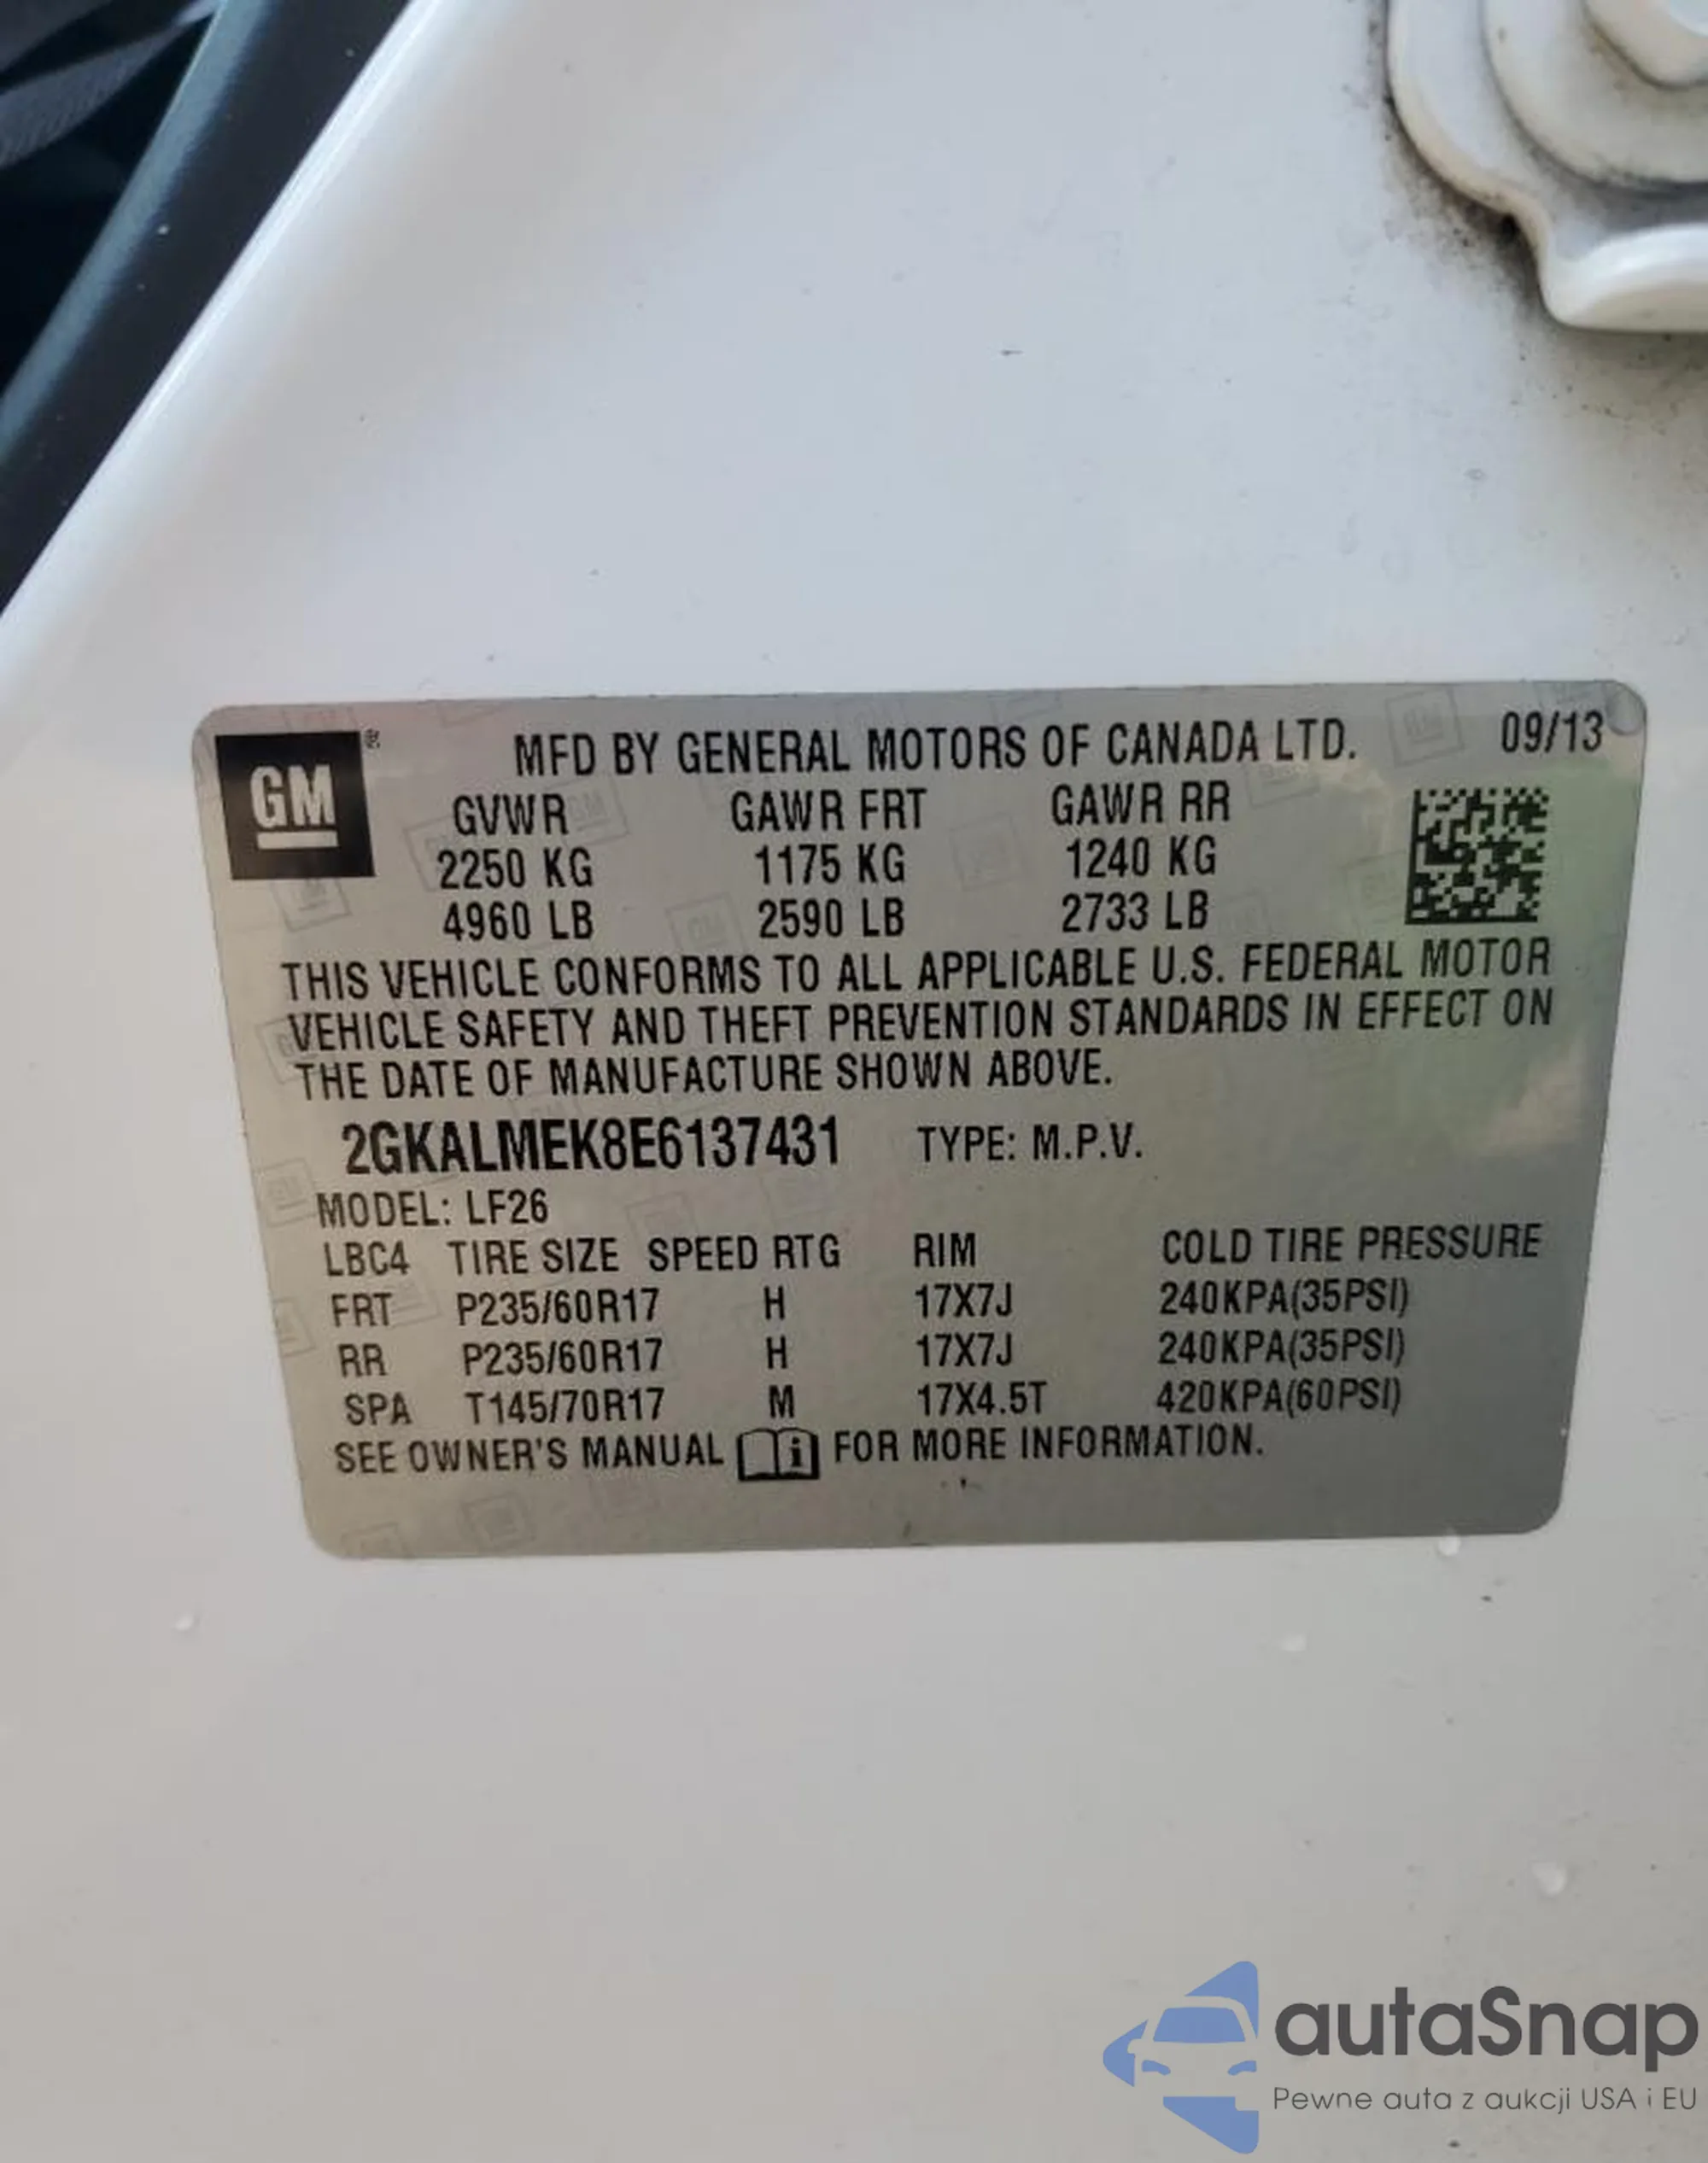 GM ®
MFD BY GENERAL MOTORS OF CANADA LTD. 09/13
GVWR GAWR FRT GAWR RR
2250 KG 1175 KG 1240 KG
4960 LB 2590 LB 2733 LB
THIS VEHICLE CONFORMS TO ALL APPLICABLE U.S. FEDERAL MOTOR
VEHICLE SAFETY AND THEFT PREVENTION STANDARDS IN EFFECT ON
THE DATE OF MANUFACTURE SHOWN ABOVE.
2GKALMEK8E6137431 TYPE: M.P.V.
MODEL: LF26
LBC4 TIRE SIZE SPEED RTG RIM COLD TIRE PRESSURE
FRT P235/60R17 H 17X7J 240KPA(35PSI)
RR P235/60R17 H 17X7J 240KPA(35PSI)
SPA T145/70R17 M 17X4.5T 420KPA(60PSI)
SEE OWNER'S MANUAL i FOR MORE INFORMATION.
autaSnap
Pewne auta z aukcji USA i EU